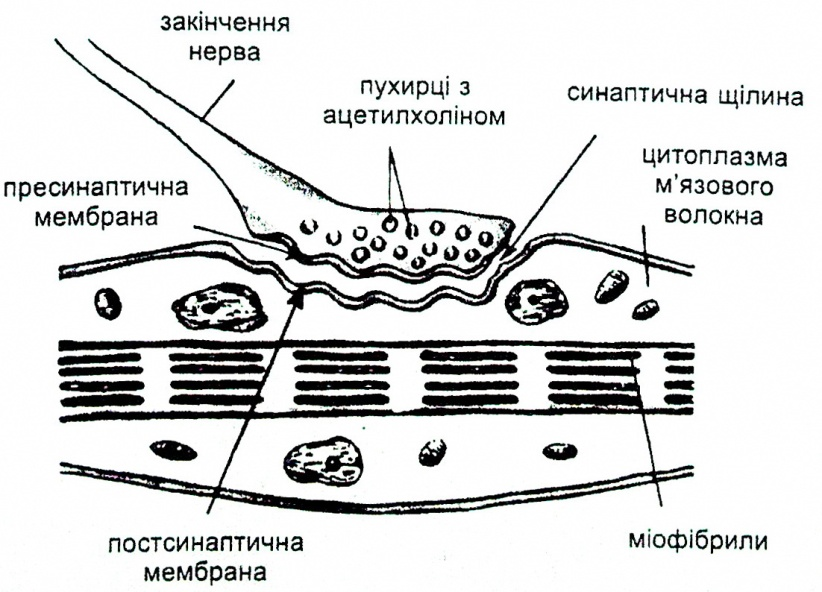 закінчення
нерва
пухирці з
ацетилхоліном
синаптична щілина
цитоплазма
м'язового
волокна
пресинаптична
мембрана
постсинаптична
мембрана
міофібрили